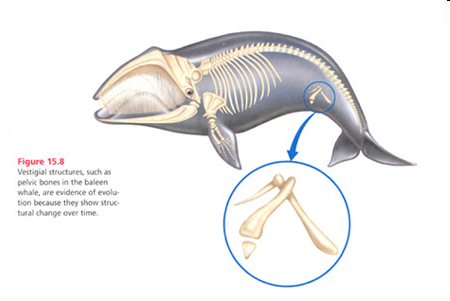 Figure 15.8
Vestigial structures, such as
pelvic bones in the baleen
whale, are evidence of evolu-
tion because they show struc-
tural change over time.